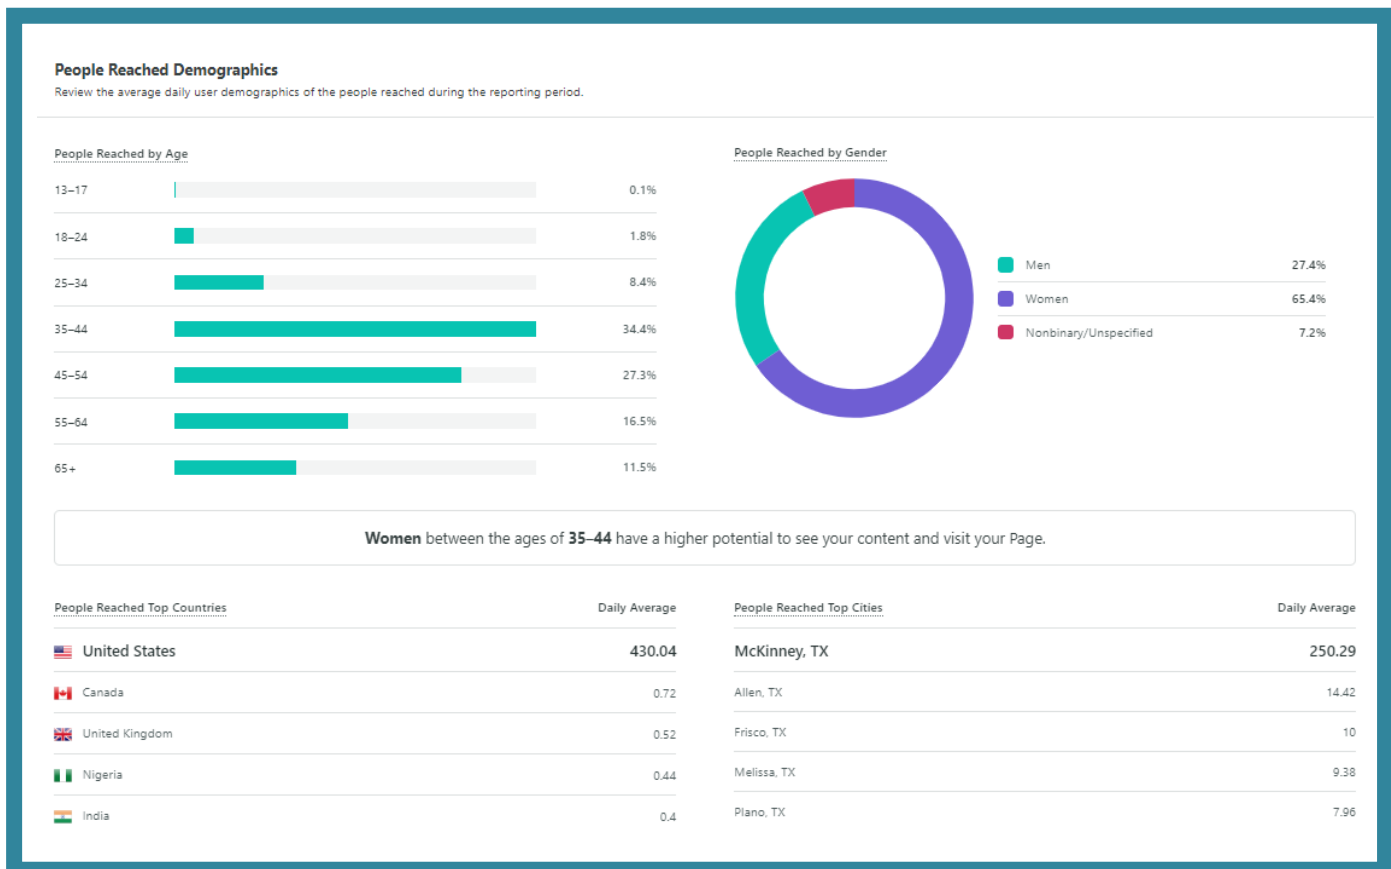 People Reached Demographics
Review the average daily user demographics of the people reached during the reporting period.
People Reached by Age
13–17 0.1%
18–24 1.8%
25–34 8.4%
35–44 34.4%
45–54 27.3%
55–64 16.5%
65+ 11.5%
People Reached by Gender
Men 27.4%
Women 65.4%
Nonbinary/Unspecified 7.2%
Women between the ages of 35–44 have a higher potential to see your content and visit your Page.
People Reached Top Countries Daily Average
United States 430.04
Canada 0.72
United Kingdom 0.52
Nigeria 0.44
India 0.4
People Reached Top Cities Daily Average
McKinney, TX 250.29
Allen, TX 14.42
Frisco, TX 10
Melissa, TX 9.38
Plano, TX 7.96